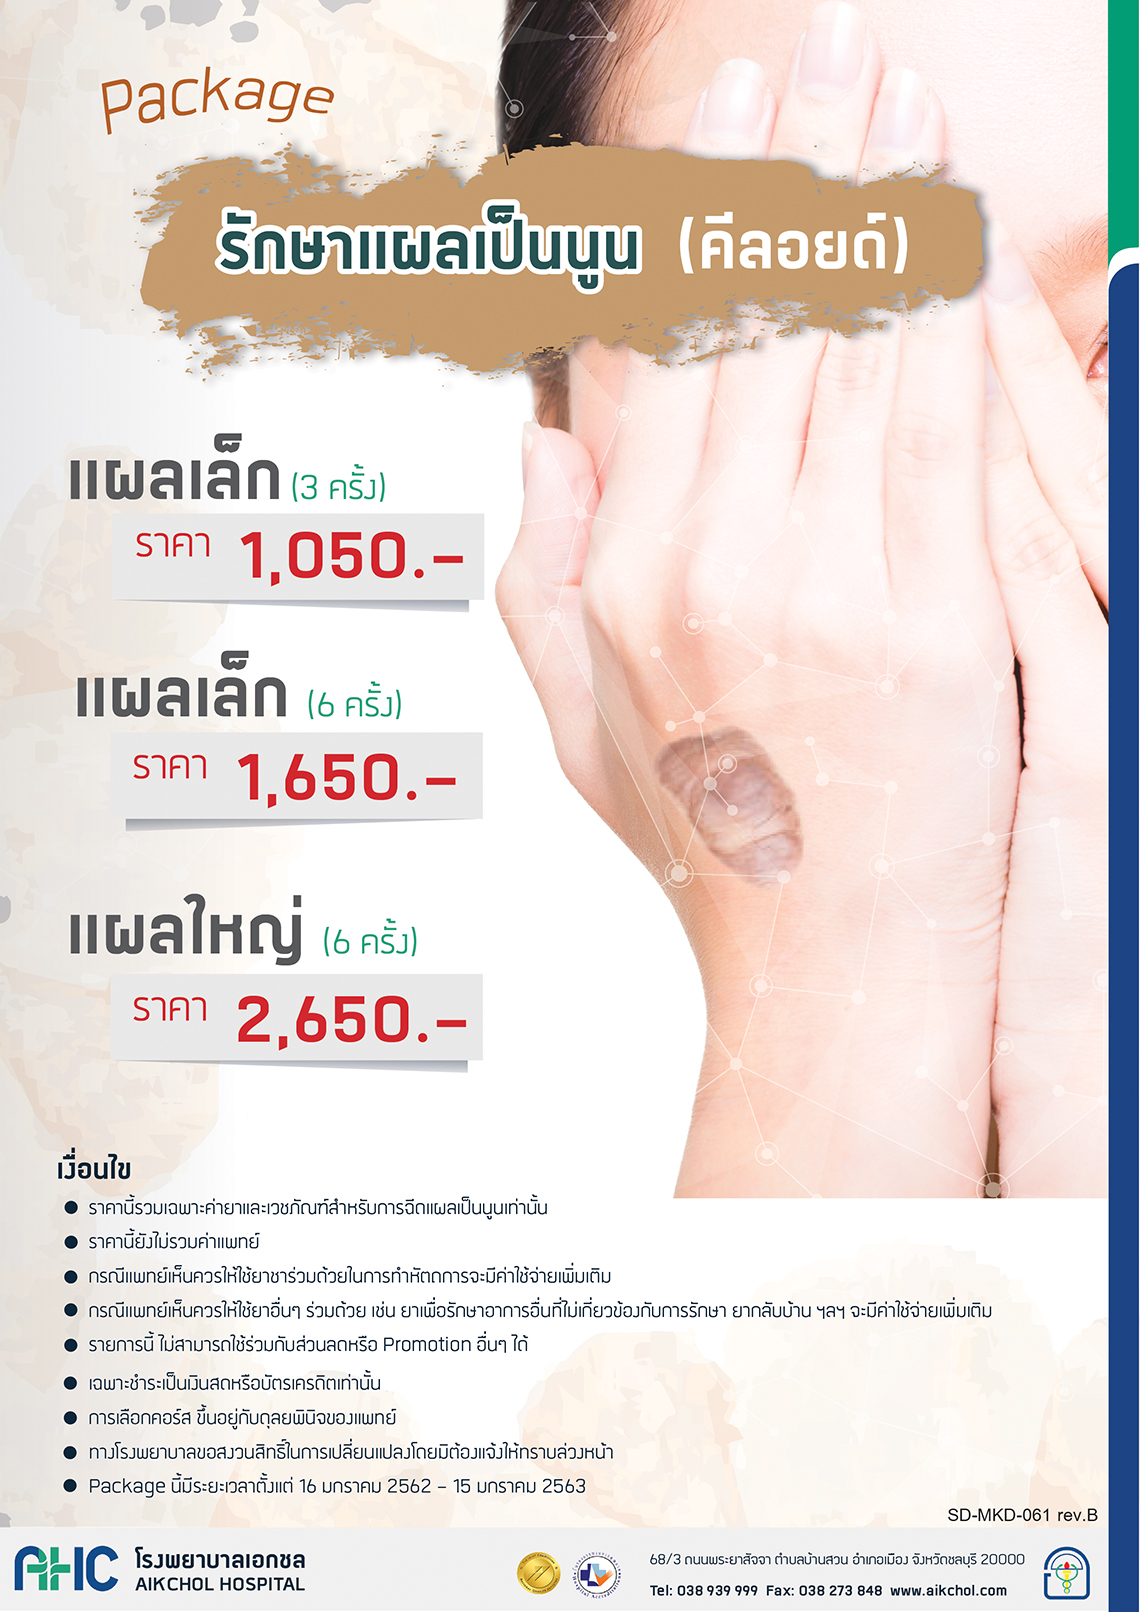 Package
รักษาแผลเป็นนูน (คีลอยด์)
แผลเล็ก (3 ครั้ง)
ราคา 1,050.-
แผลเล็ก (6 ครั้ง)
ราคา 1,650.-
แผลใหญ่ (6 ครั้ง)
ราคา 2,650.-
เงื่อนไข
● ราคานี้รวมเฉพาะค่ายาและเวชภัณฑ์สำหรับการฉีดแผลเป็นนูนเท่านั้น
● ราคานี้ยังไม่รวมค่าแพทย์
● กรณีแพทย์เห็นควรให้ใช้ยาชาร่วมด้วยในการทำหัตถการจะมีค่าใช้จ่ายเพิ่มเติม
● กรณีแพทย์เห็นควรให้ใช้ยาอื่นๆ ร่วมด้วย เช่น ยาเพื่อรักษาอาการอื่นที่ไม่เกี่ยวข้องกับการรักษา ยากลับบ้าน ฯลฯ จะมีค่าใช้จ่ายเพิ่มเติม
● รายการนี้ ไม่สามารถใช้ร่วมกับส่วนลดหรือ Promotion อื่นๆ ได้
● เฉพาะชำระเป็นเงินสดหรือบัตรเครดิตเท่านั้น
● การเลือกคอร์ส ขึ้นอยู่กับดุลยพินิจของแพทย์
● ทางโรงพยาบาลขอสงวนสิทธิ์ในการเปลี่ยนแปลงโดยมิต้องแจ้งให้ทราบล่วงหน้า
● Package นี้มีระยะเวลาตั้งแต่ 16 มกราคม 2562 – 15 มกราคม 2563
SD-MKD-061 rev.B
AHC โรงพยาบาลเอกชล
AIKCHOL HOSPITAL
68/3 ถนนพระยาสัจจา ตำบลบ้านสวน อำเภอเมือง จังหวัดชลบุรี 20000
Tel: 038 939 999 Fax: 038 273 848 www.aikchol.com